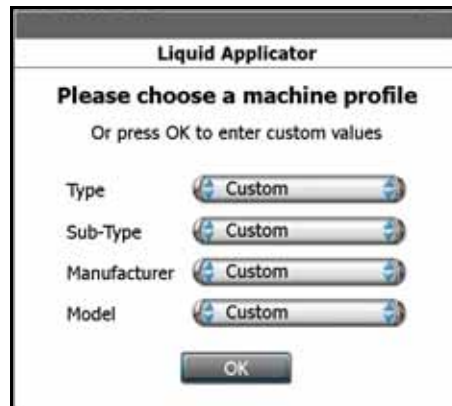 Liquid Applicator
Please choose a machine profile
Or press OK to enter custom values
Type Custom
Sub-Type Custom
Manufacturer Custom
Model Custom
OK